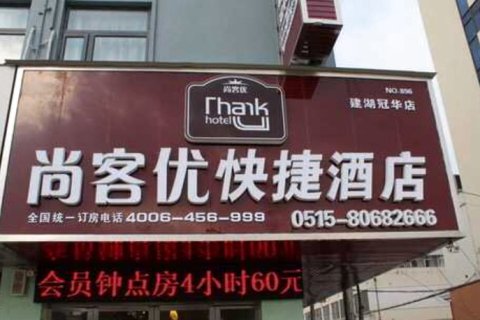 尚客优
Thank U
hotel
NO.896
建湖冠华店
尚客优快捷酒店
全国统一订房电话 4006-456-999 0515-80682666
会员钟点房4小时60元